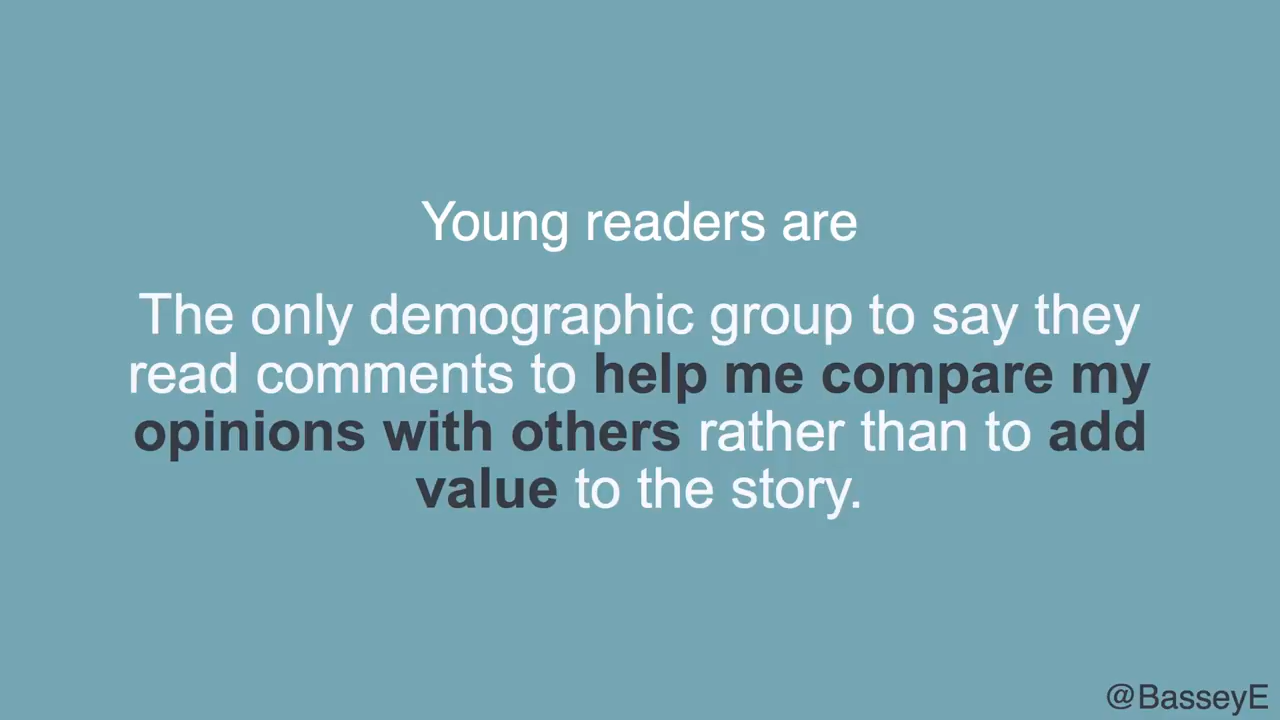 Young readers are
The only demographic group to say they
read comments to help me compare my
opinions with others rather than to add
value to the story.
@BasseyE